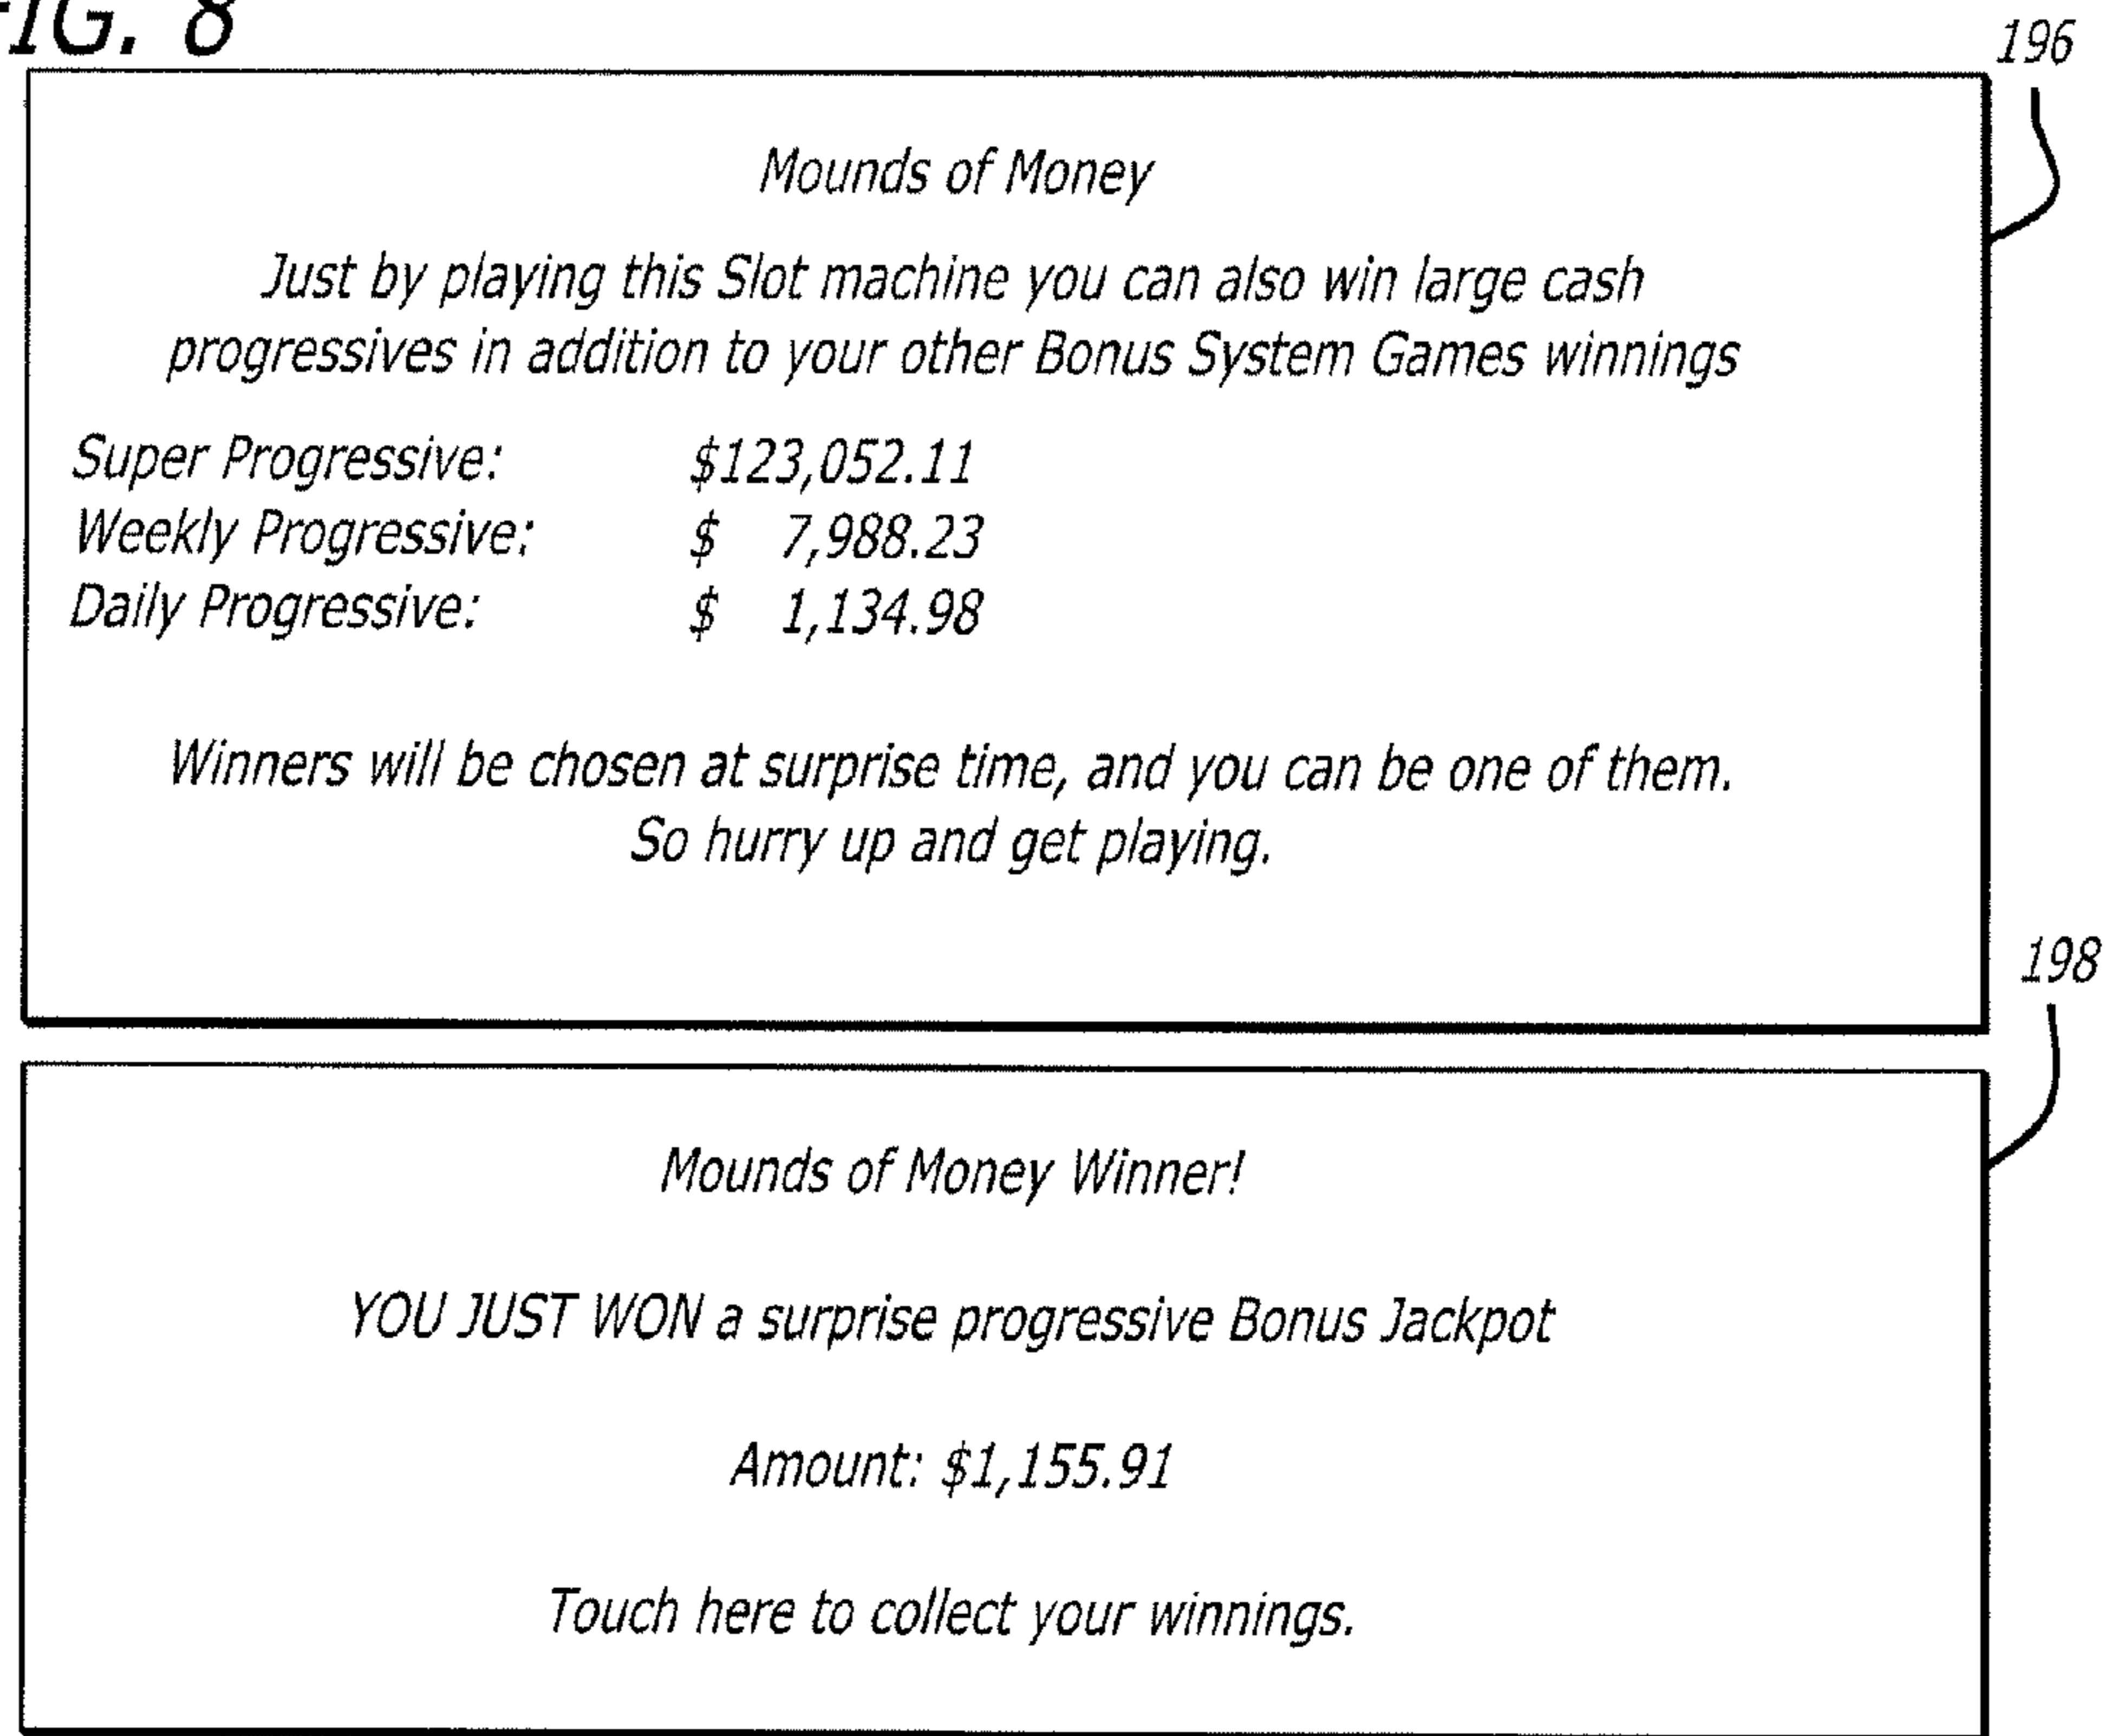 FIG. 8
196
Mounds of Money
Just by playing this Slot machine you can also win large cash
progressives in addition to your other Bonus System Games winnings
Super Progressive: $123,052.11
Weekly Progressive: $ 7,988.23
Daily Progressive: $ 1,134.98
Winners will be chosen at surprise time, and you can be one of them.
So hurry up and get playing.
198
Mounds of Money Winner!
YOU JUST WON a surprise progressive Bonus Jackpot
Amount: $1,155.91
Touch here to collect your winnings.